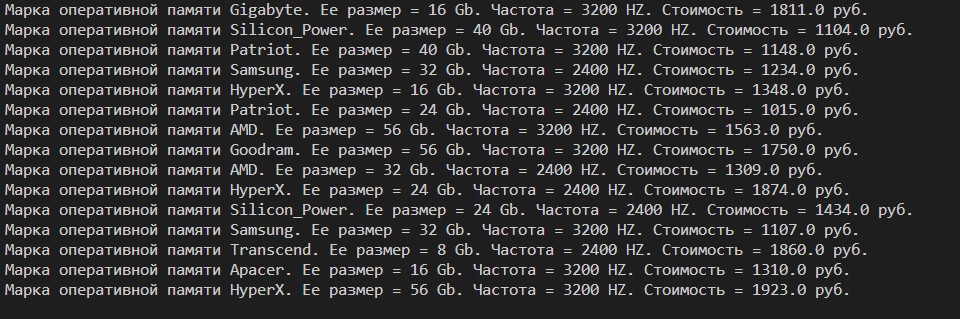 Марка оперативной памяти Gigabyte. Ее размер = 16 Gb. Частота = 3200 HZ. Стоимость = 1811.0 руб.
Марка оперативной памяти Silicon_Power. Ее размер = 40 Gb. Частота = 3200 HZ. Стоимость = 1104.0 руб.
Марка оперативной памяти Patriot. Ее размер = 40 Gb. Частота = 3200 HZ. Стоимость = 1148.0 руб.
Марка оперативной памяти Samsung. Ее размер = 32 Gb. Частота = 2400 HZ. Стоимость = 1234.0 руб.
Марка оперативной памяти HyperX. Ее размер = 16 Gb. Частота = 3200 HZ. Стоимость = 1348.0 руб.
Марка оперативной памяти Patriot. Ее размер = 24 Gb. Частота = 2400 HZ. Стоимость = 1015.0 руб.
Марка оперативной памяти AMD. Ее размер = 56 Gb. Частота = 3200 HZ. Стоимость = 1563.0 руб.
Марка оперативной памяти Goodram. Ее размер = 56 Gb. Частота = 3200 HZ. Стоимость = 1750.0 руб.
Марка оперативной памяти AMD. Ее размер = 32 Gb. Частота = 2400 HZ. Стоимость = 1309.0 руб.
Марка оперативной памяти HyperX. Ее размер = 24 Gb. Частота = 2400 HZ. Стоимость = 1874.0 руб.
Марка оперативной памяти Silicon_Power. Ее размер = 24 Gb. Частота = 2400 HZ. Стоимость = 1434.0 руб.
Марка оперативной памяти Samsung. Ее размер = 32 Gb. Частота = 3200 HZ. Стоимость = 1107.0 руб.
Марка оперативной памяти Transcend. Ее размер = 8 Gb. Частота = 2400 HZ. Стоимость = 1860.0 руб.
Марка оперативной памяти Apacer. Ее размер = 16 Gb. Частота = 3200 HZ. Стоимость = 1310.0 руб.
Марка оперативной памяти HyperX. Ее размер = 56 Gb. Частота = 3200 HZ. Стоимость = 1923.0 руб.